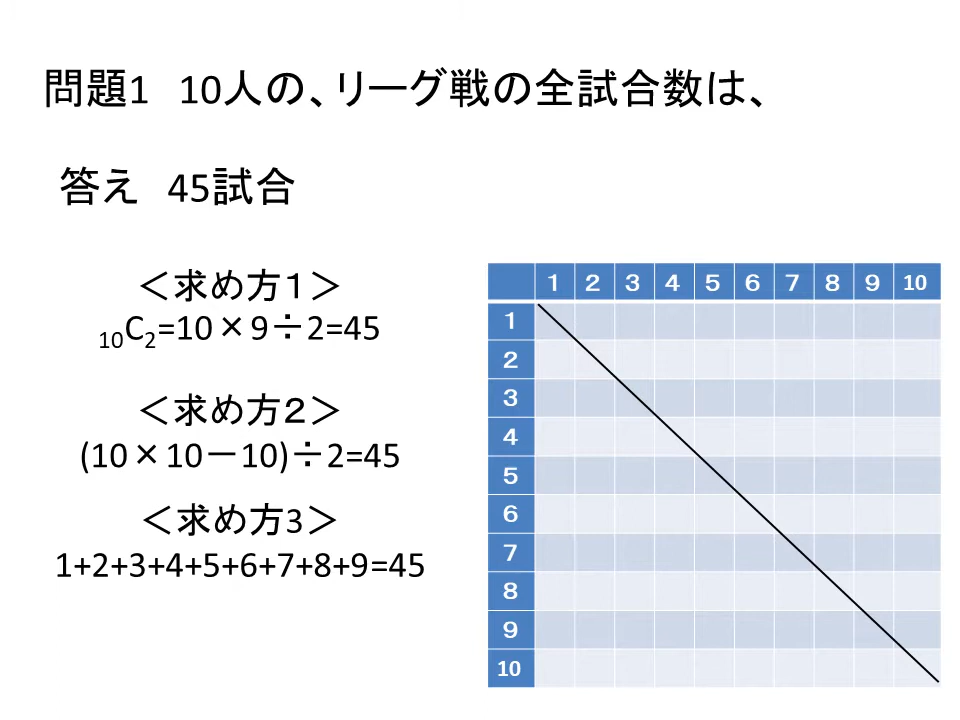 問題1　10人の、リーグ戦の全試合数は、
答え　45試合
＜求め方１＞
₁₀C₂=10×9÷2=45
＜求め方２＞
(10×10－10)÷2=45
＜求め方3＞
1+2+3+4+5+6+7+8+9=45
1 2 3 4 5 6 7 8 9 10
1
2
3
4
5
6
7
8
9
10